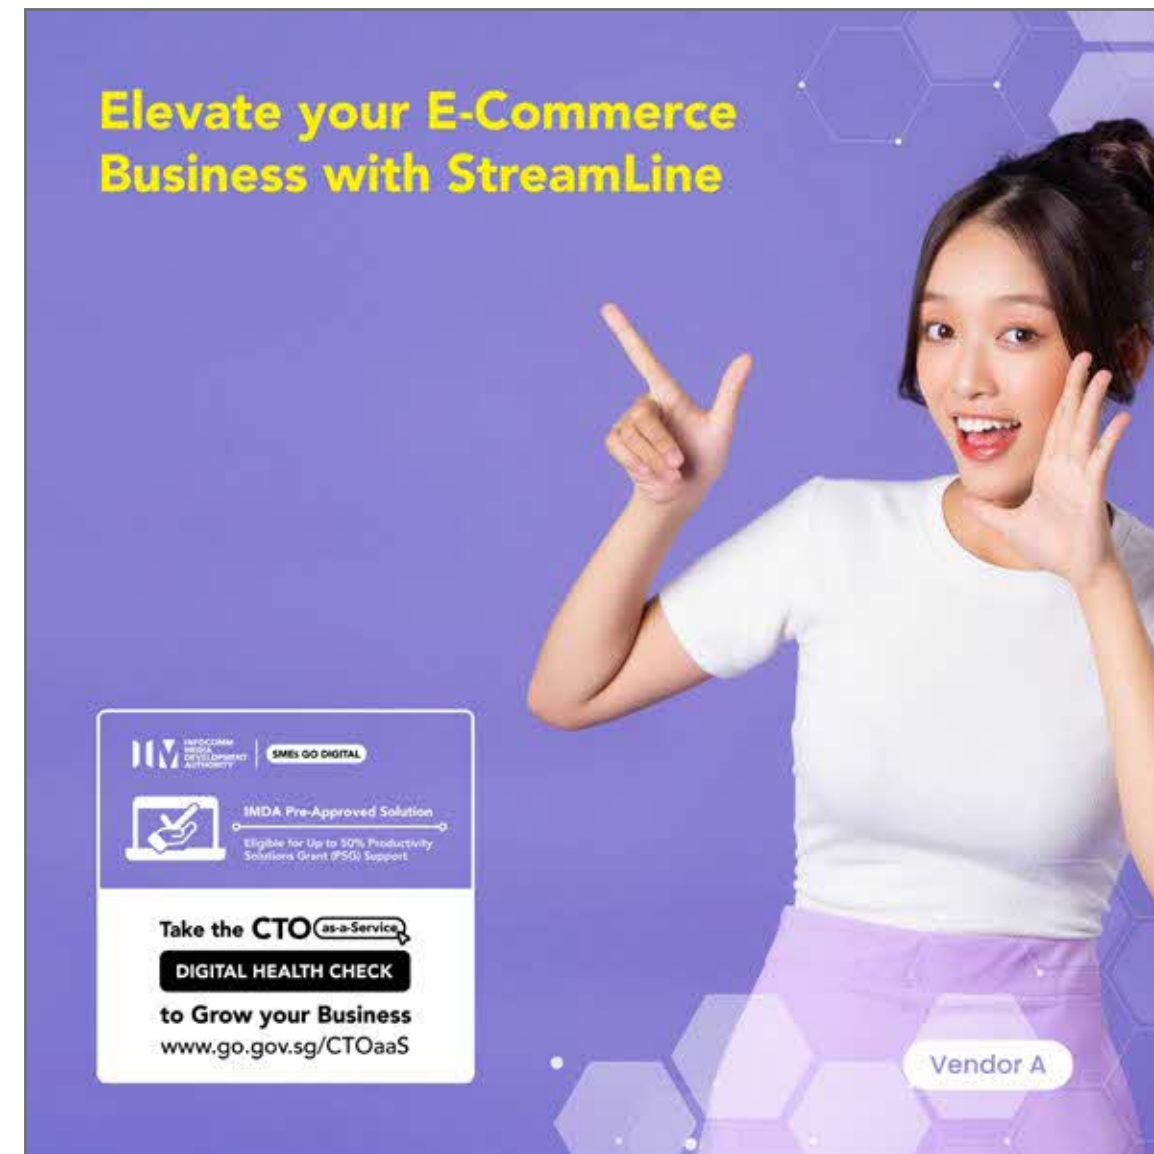 Elevate your E-Commerce
Business with StreamLine
INFOCOMM
MEDIA
DEVELOPMENT
AUTHORITY
SMEs GO DIGITAL
IMDA Pre-Approved Solution
Eligible for Up to 50% Productivity
Solutions Grant (PSG) Support
Take the CTO as-a-Service
DIGITAL HEALTH CHECK
to Grow your Business
www.go.gov.sg/CTOaaS
Vendor A